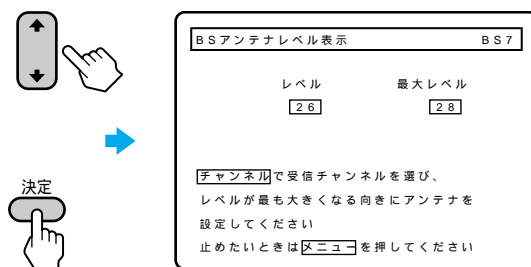 BSアンテナレベル表示 BS7
レベル 最大レベル
26 28
チャンネルで受信チャンネルを選び、
レベルが最も大きくなる向きにアンテナを
設定してください
止めたいときはメニューを押してください
決定